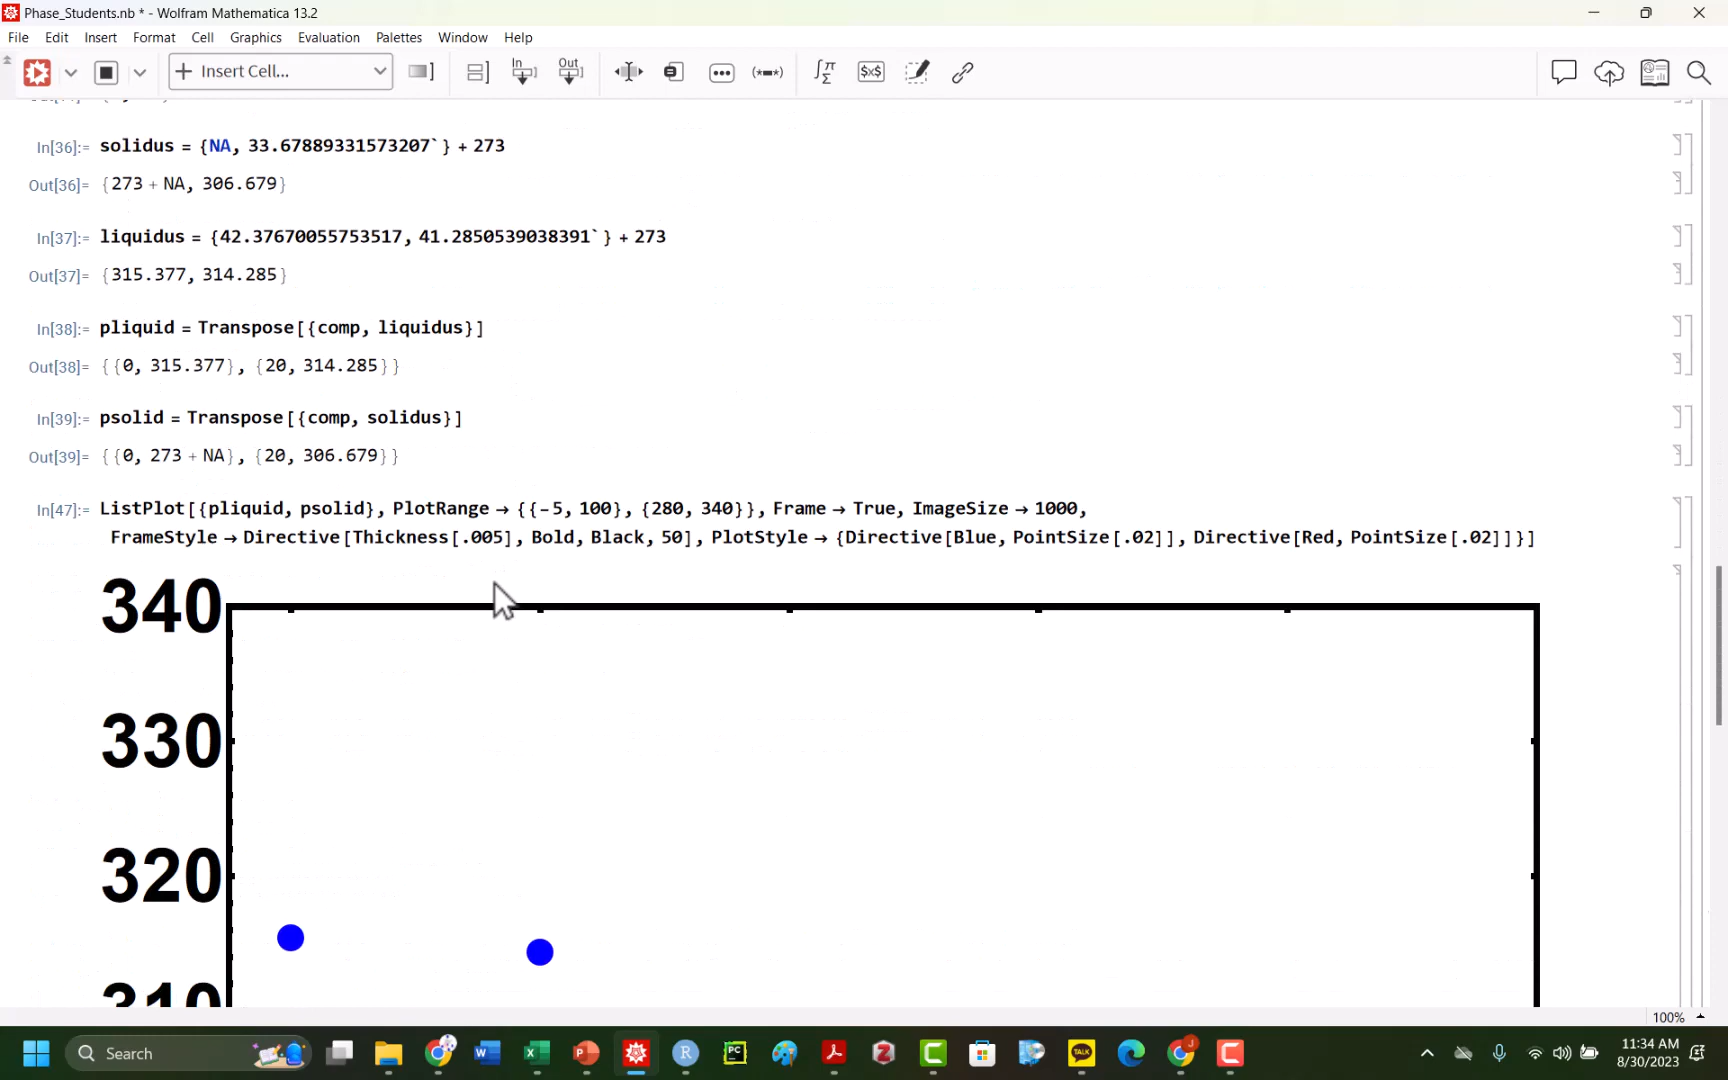 Phase_Students.nb * - Wolfram Mathematica 13.2
File Edit Insert Format Cell Graphics Evaluation Palettes Window Help
Insert Cell...
In Out
In[36]:= solidus = {NA, 33.67889331573207`} + 273
Out[36]= {273 + NA, 306.679}
In[37]:= liquidus = {42.37670055753517, 41.2850539038391`} + 273
Out[37]= {315.377, 314.285}
In[38]:= pliquid = Transpose[{comp, liquidus}]
Out[38]= {{0, 315.377}, {20, 314.285}}
In[39]:= psolid = Transpose[{comp, solidus}]
Out[39]= {{0, 273 + NA}, {20, 306.679}}
In[47]:= ListPlot[{pliquid, psolid}, PlotRange → {{-5, 100}, {280, 340}}, Frame → True, ImageSize → 1000,
FrameStyle → Directive[Thickness[.005], Bold, Black, 50], PlotStyle → {Directive[Blue, PointSize[.02]], Directive[Red, PointSize[.02]]}]
340
330
320
310
100%
Search
11:34 AM
8/30/2023